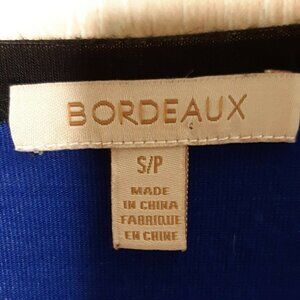 BORDEAUX
S/P
MADE
IN CHINA
FABRIQUE
EN CHINE